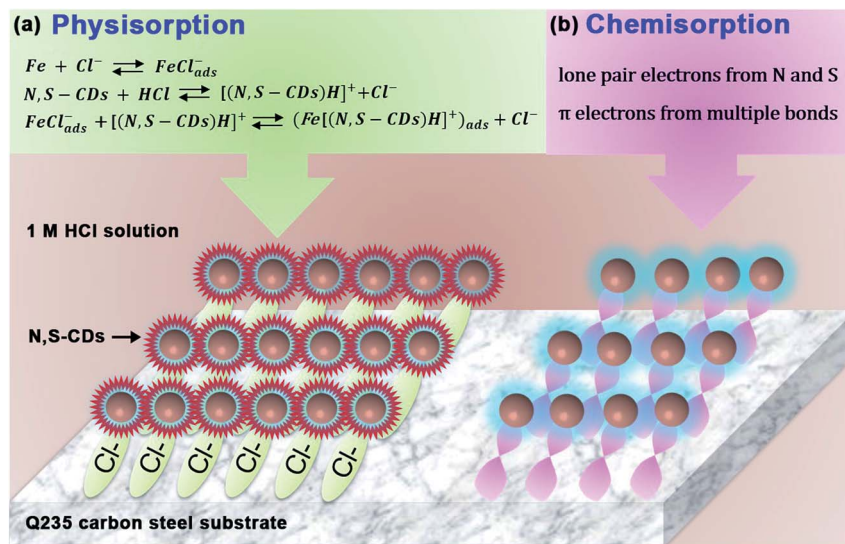 (a) Physisorption
Fe + Cl⁻ ⇌ FeCl⁻ads
N,S − CDs + HCl ⇌ [(N,S − CDs)H]⁺+Cl⁻
FeCl⁻ads + [(N,S − CDs)H]⁺ ⇌ (Fe[(N,S − CDs)H]⁺)ads + Cl⁻
(b) Chemisorption
lone pair electrons from N and S
π electrons from multiple bonds
1 M HCl solution
N,S-CDs →
Cl- Cl- Cl- Cl- Cl- Cl-
Q235 carbon steel substrate